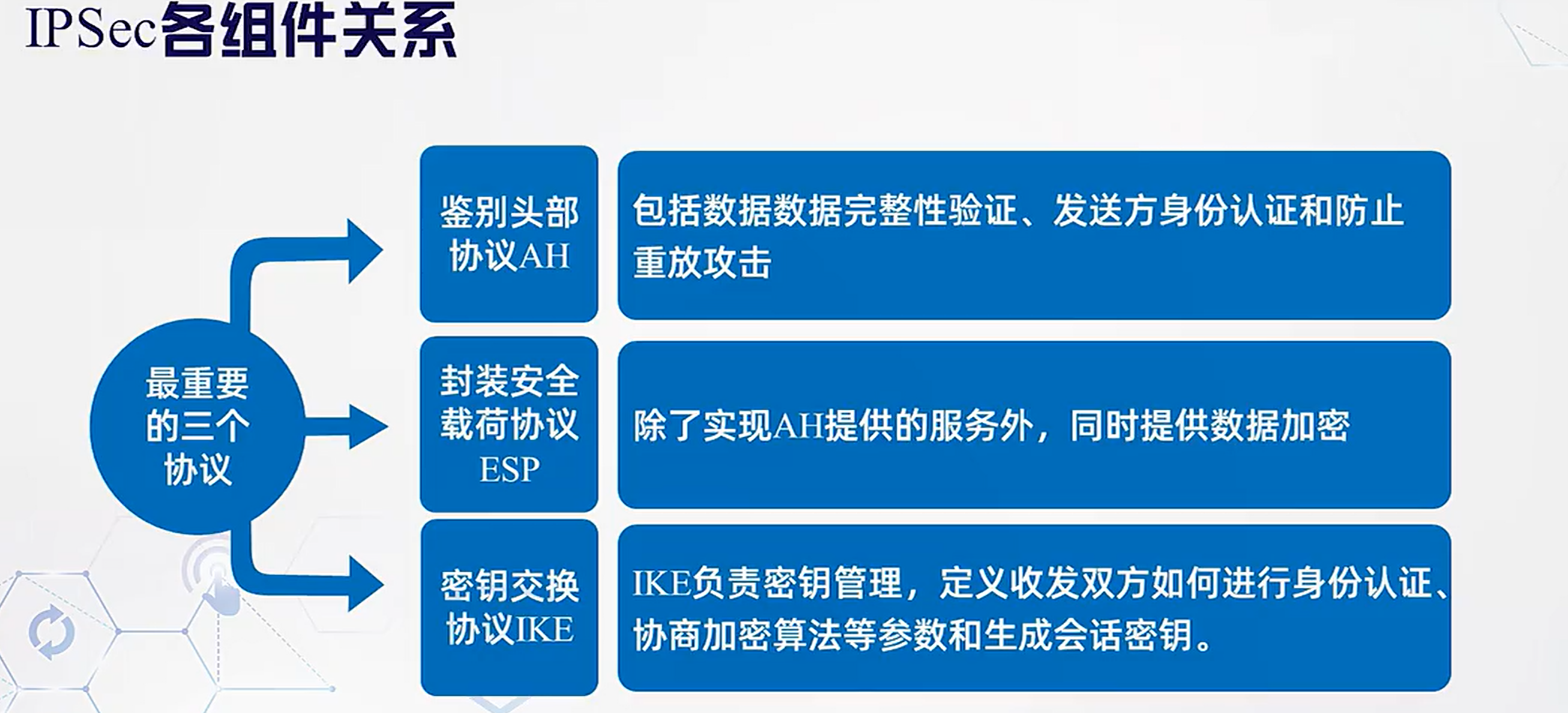 IPSec各组件关系
最重要
的三个
协议
鉴别头部
协议AH
包括数据数据完整性验证、发送方身份认证和防止
重放攻击
封装安全
载荷协议
ESP
除了实现AH提供的服务外，同时提供数据加密
密钥交换
协议IKE
IKE负责密钥管理，定义收发双方如何进行身份认证、
协商加密算法等参数和生成会话密钥。